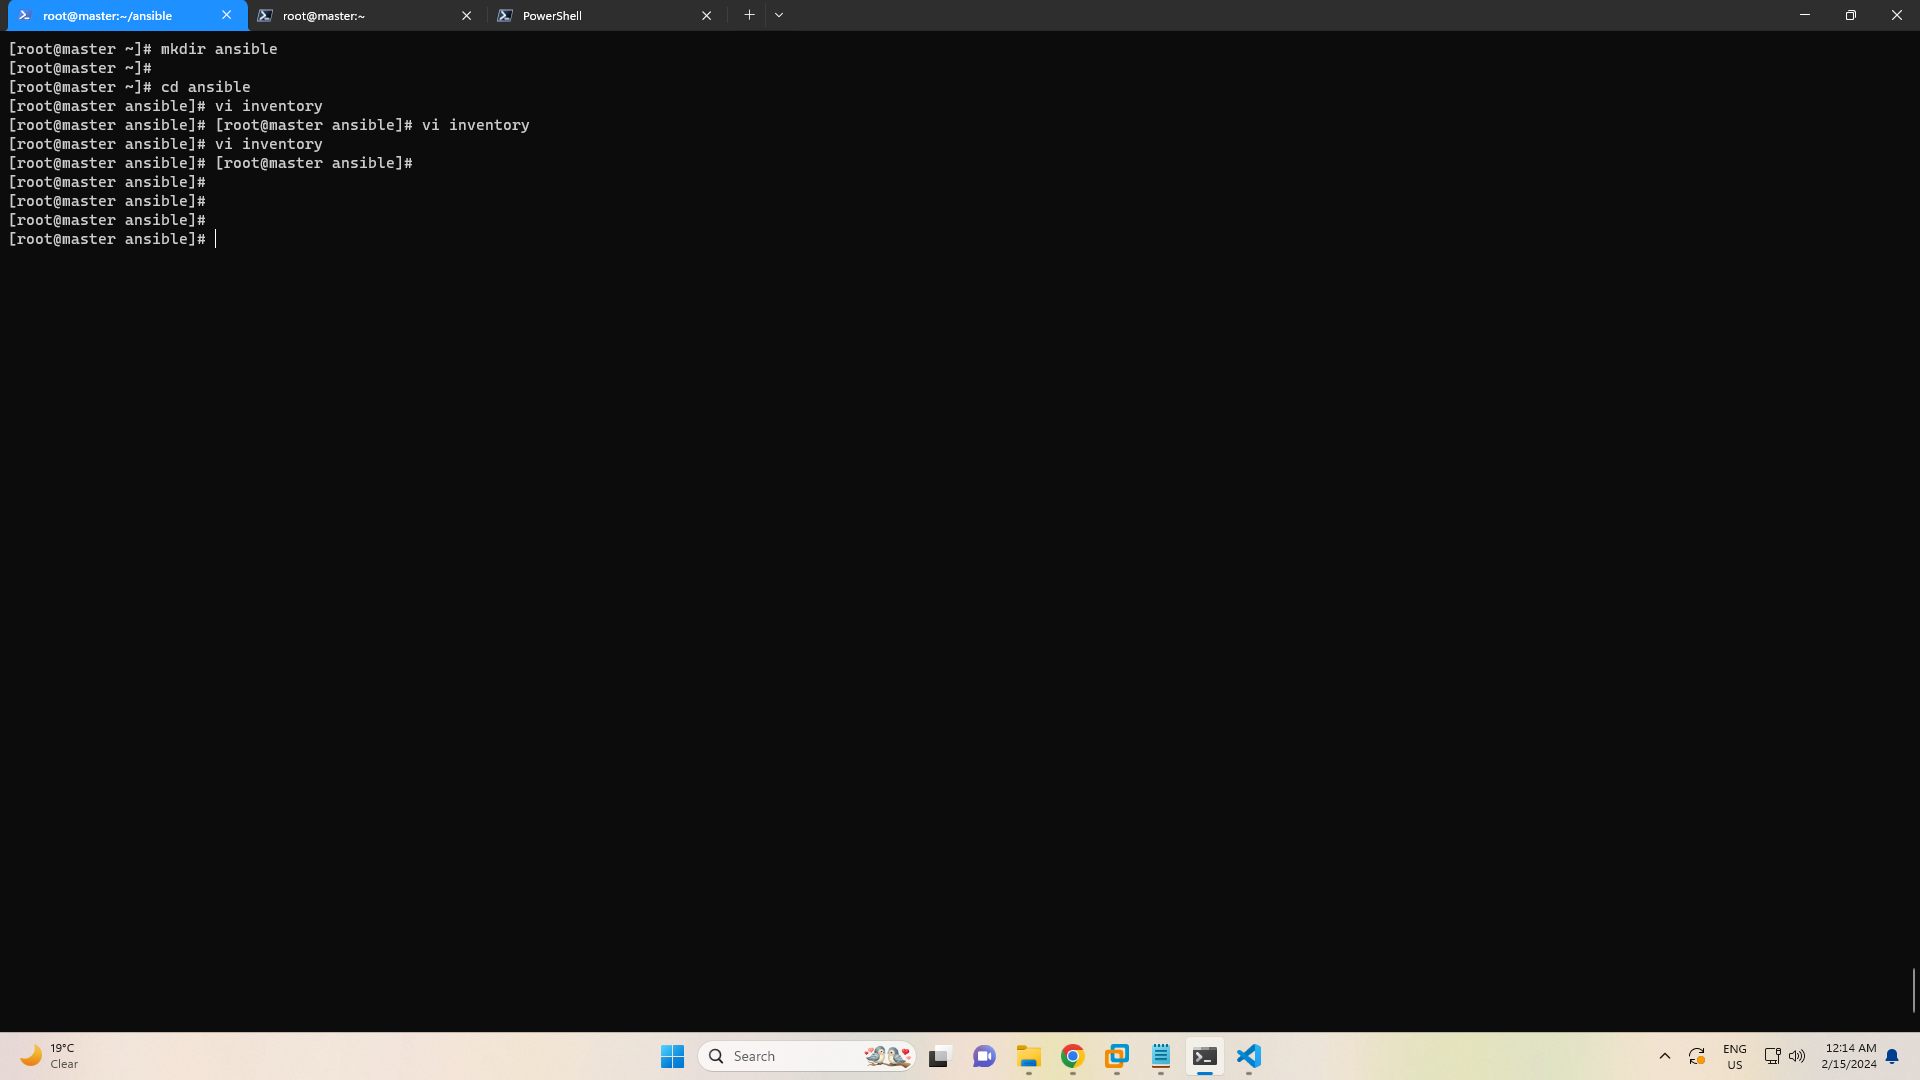 root@master:~/ansible
root@master:~
PowerShell
[root@master ~]# mkdir ansible
[root@master ~]#
[root@master ~]# cd ansible
[root@master ansible]# vi inventory
[root@master ansible]# [root@master ansible]# vi inventory
[root@master ansible]# vi inventory
[root@master ansible]# [root@master ansible]#
[root@master ansible]#
[root@master ansible]#
[root@master ansible]#
[root@master ansible]#
19°C
Clear
Search
ENG
US
12:14 AM
2/15/2024